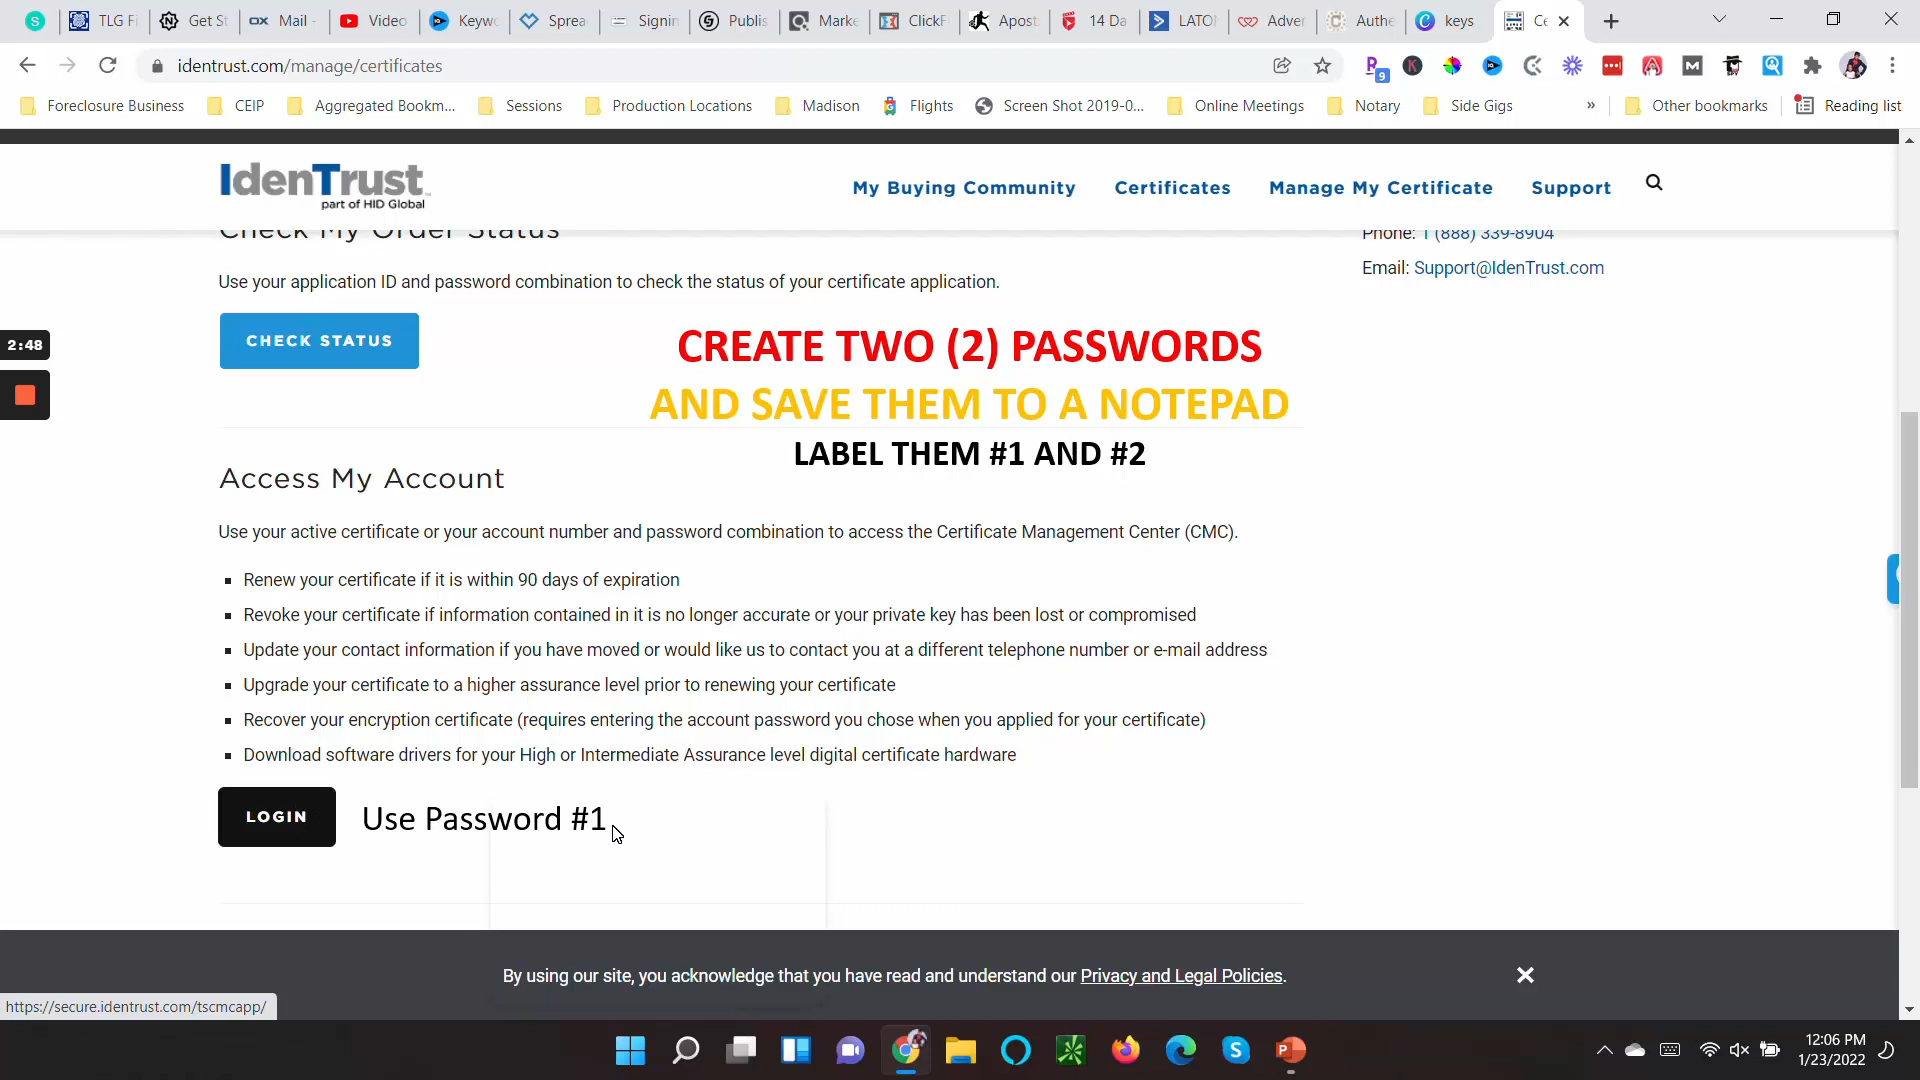 TLG Fi
Get St
Mail -
Video
Keywo
Sprea
Signin
Publis
Marke
ClickF
Apost
14 Da
LATO
Adver
Authe
keys
Ce
identrust.com/manage/certificates
9
Foreclosure Business
CEIP
Aggregated Bookm...
Sessions
Production Locations
Madison
Flights
Screen Shot 2019-0...
Online Meetings
Notary
Side Gigs
»
Other bookmarks
Reading list
IdenTrust
part of HID Global
My Buying Community
Certificates
Manage My Certificate
Support
Check My Order Status
Phone: 1 (888) 339-8904
Email: Support@IdenTrust.com
Use your application ID and password combination to check the status of your certificate application.
CHECK STATUS
2:48
CREATE TWO (2) PASSWORDS
AND SAVE THEM TO A NOTEPAD
LABEL THEM #1 AND #2
Access My Account
Use your active certificate or your account number and password combination to access the Certificate Management Center (CMC).
Renew your certificate if it is within 90 days of expiration
Revoke your certificate if information contained in it is no longer accurate or your private key has been lost or compromised
Update your contact information if you have moved or would like us to contact you at a different telephone number or e-mail address
Upgrade your certificate to a higher assurance level prior to renewing your certificate
Recover your encryption certificate (requires entering the account password you chose when you applied for your certificate)
Download software drivers for your High or Intermediate Assurance level digital certificate hardware
LOGIN
Use Password #1
By using our site, you acknowledge that you have read and understand our Privacy and Legal Policies.
https://secure.identrust.com/tscmcapp/
12:06 PM
1/23/2022